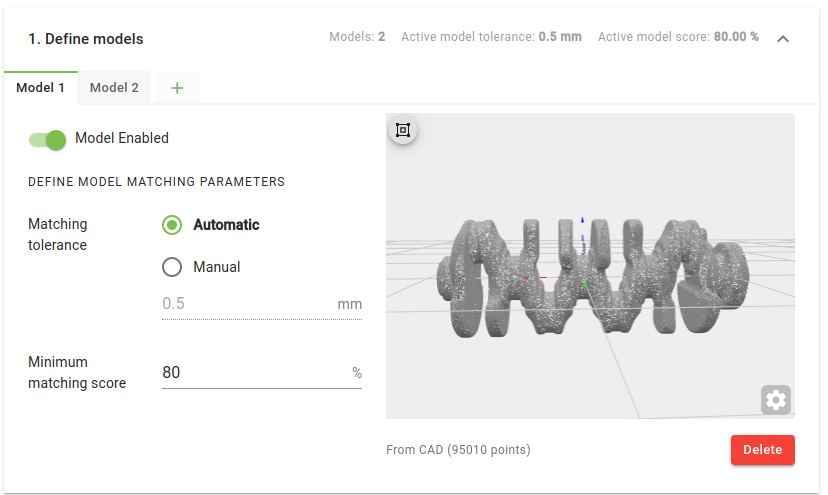 1. Define models
Models: 2 Active model tolerance: 0.5 mm Active model score: 80.00 %
Model 1 Model 2 +
Model Enabled
DEFINE MODEL MATCHING PARAMETERS
Matching
tolerance
Automatic
Manual
0.5 mm
Minimum
matching score
80 %
From CAD (95010 points)
Delete